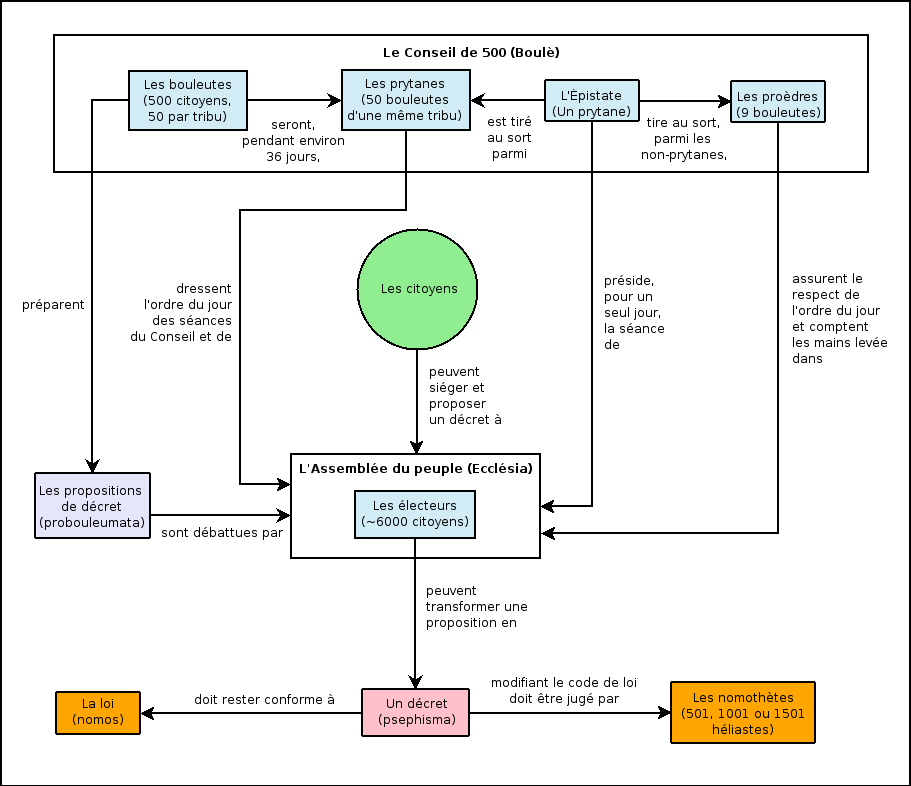 Le Conseil de 500 (Boulè)
Les bouleutes
(500 citoyens,
50 par tribu)
seront,
pendant environ
36 jours,
Les prytanes
(50 bouleutes
d'une même tribu)
est tiré
au sort
parmi
L'Épistate
(Un prytane)
tire au sort,
parmi les
non-prytanes,
Les proèdres
(9 bouleutes)
préparent
dressent
l'ordre du jour
des séances
du Conseil et de
Les citoyens
préside,
pour un
seul jour,
la séance
de
assurent le
respect de
l'ordre du jour
et comptent
les mains levée
dans
peuvent
siéger et
proposer
un décret à
Les propositions
de décret
(probouleumata)
sont débattues par
L'Assemblée du peuple (Ecclésia)
Les électeurs
(~6000 citoyens)
peuvent
transformer une
proposition en
La loi
(nomos)
doit rester conforme à
Un décret
(psephisma)
modifiant le code de loi
doit être jugé par
Les nomothètes
(501, 1001 ou 1501
héliastes)